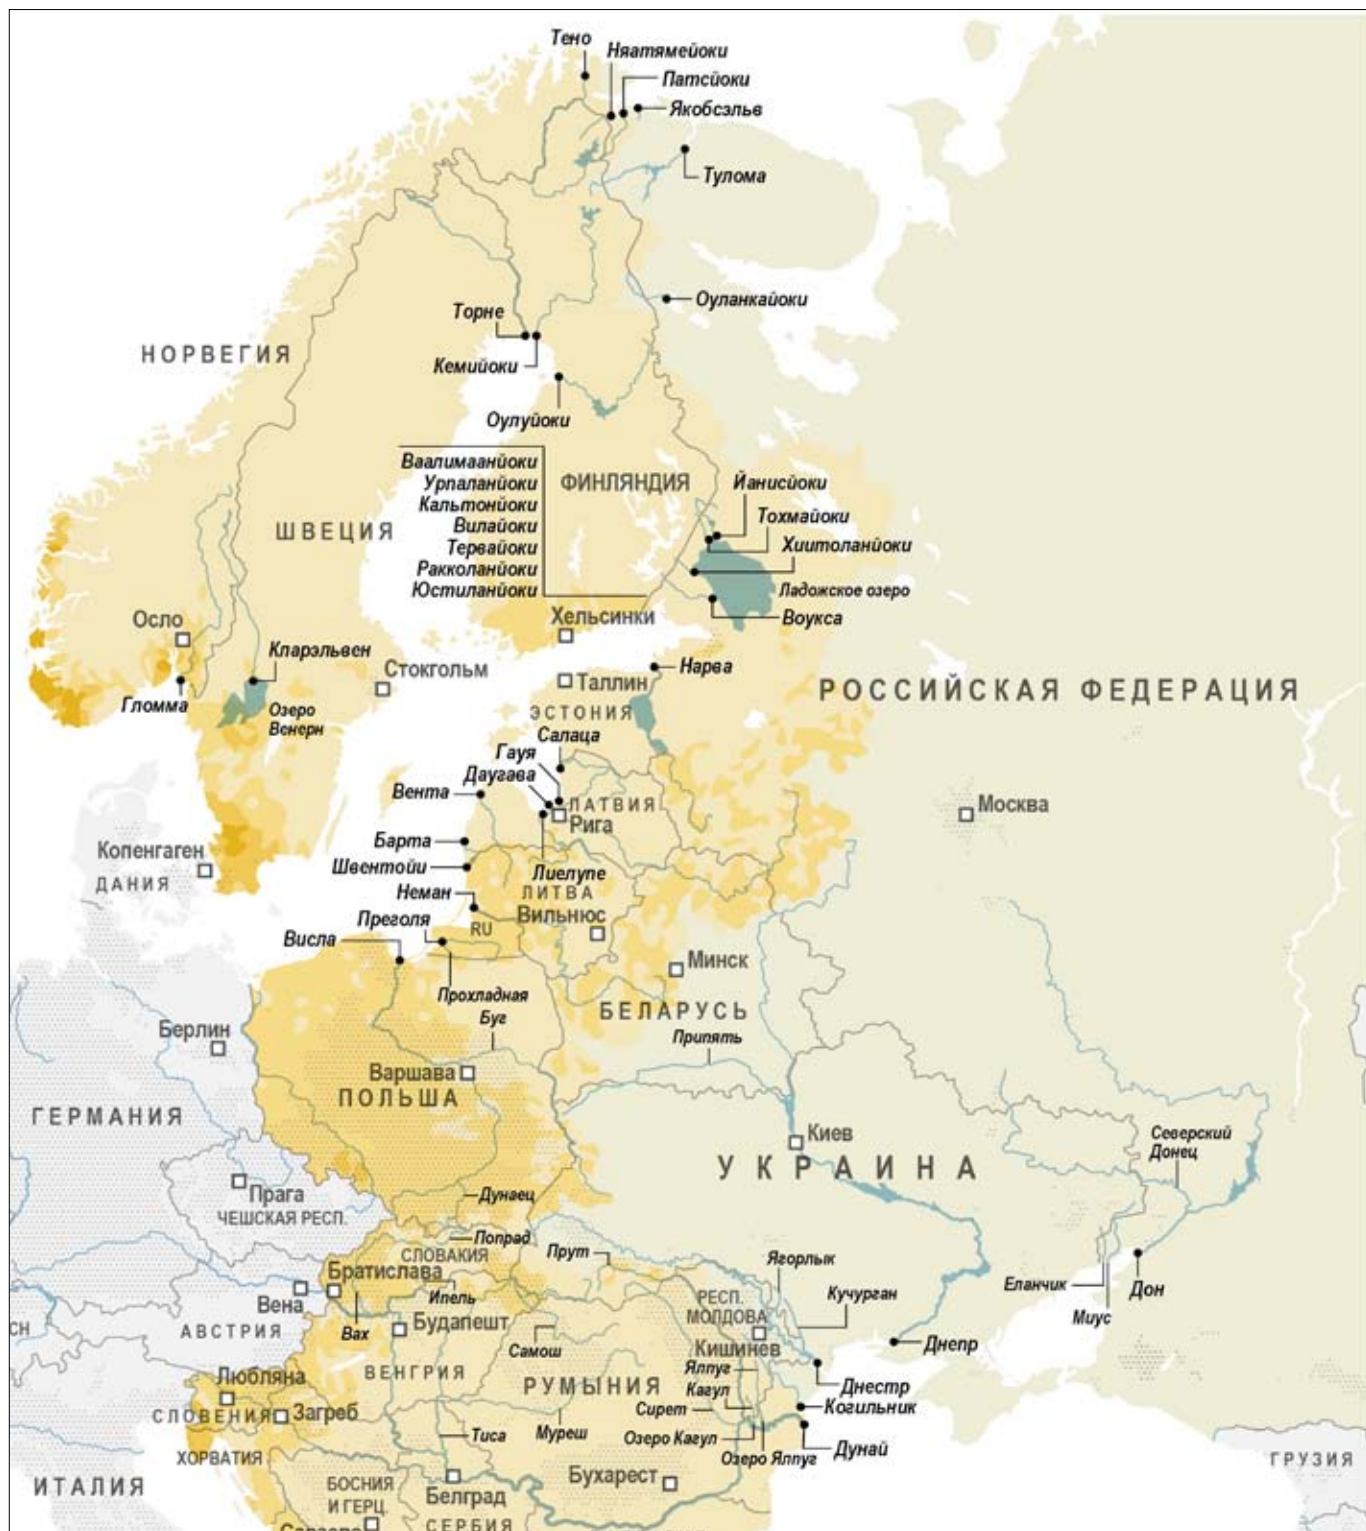 Тено
Няатямейоки
Патсйоки
Якобсэльв
Тулома
Оуланкайоки
Торне
НОРВЕГИЯ
Кемийоки
Оулуйоки
Ваалимаанйоки
Урпаланйоки
Кальтонйоки
Вилайоки
Тервайоки
Ракколанйоки
Юстиланйоки
ФИНЛЯНДИЯ
Йанисйоки
Тохмайоки
Хиитоланйоки
ШВЕЦИЯ
Ладожское озеро
Воукса
Осло
Хельсинки
Кларэльвен
Стокгольм
Нарва
Таллин
РОССИЙСКАЯ ФЕДЕРАЦИЯ
Гломма
Озеро
Венерн
ЭСТОНИЯ
Салаца
Гауя
Даугава
Вента
ЛАТВИЯ
Рига
Москва
Барта
Копенгаген
ДАНИЯ
Швентойи
Лиелупе
ЛИТВА
Неман
Вильнюс
Преголя
RU
Висла
Минск
Прохладная
БЕЛАРУСЬ
Буг
Берлин
Припять
Варшава
ПОЛЬША
ГЕРМАНИЯ
Киев
Северский
Донец
УКРАИНА
Прага
ЧЕШСКАЯ РЕСП.
Дунаец
Попрад
СЛОВАКИЯ
Прут
Ягорлык
Братислава
Еланчик
Дон
Вена
Ипель
РЕСП.
МОЛДОВА
Кучурган
Миус
АВСТРИЯ
Вах
Будапешт
CH
Самош
Кишинев
Днепр
ВЕНГРИЯ
Ялпуг
Любляна
РУМЫНИЯ
Кагул
Днестр
СЛОВЕНИЯ
Загреб
Сирет
Когильник
Тиса
Муреш
Озеро Кагул
Дунай
ХОРВАТИЯ
Озеро Ялпуг
ГРУЗИЯ
ИТАЛИЯ
БОСНИЯ
И ГЕРЦ.
Бухарест
Белград
СЕРБИЯ
Сараево